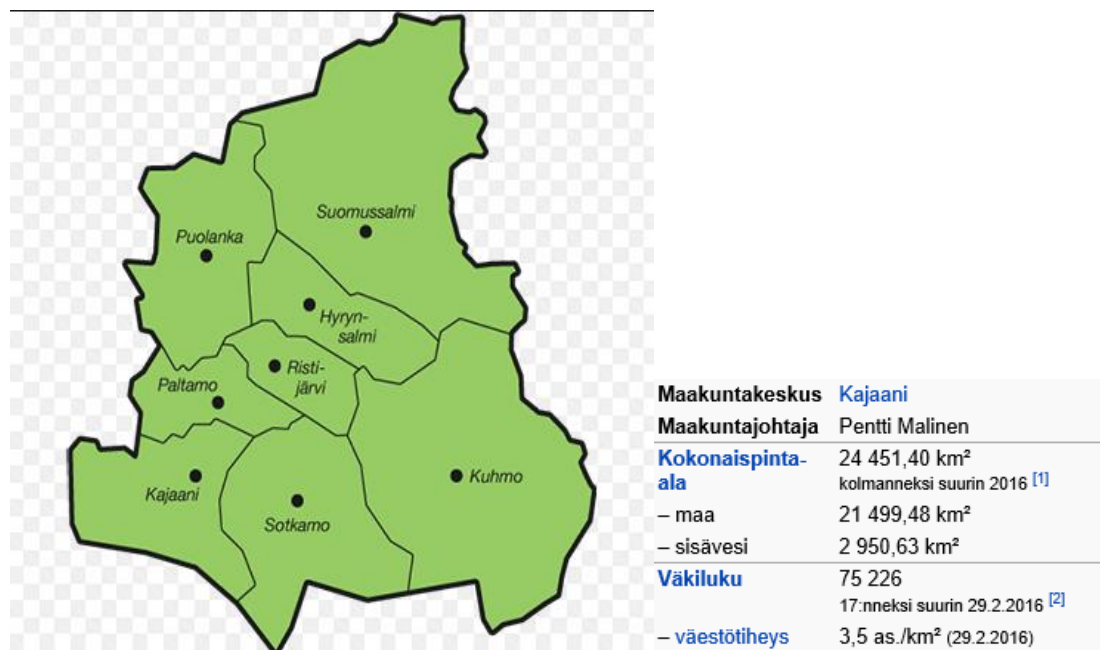 Suomussalmi
Puolanka
Hyryn-
salmi
Risti-
järvi
Paltamo
Kajaani
Sotkamo
Kuhmo
Maakuntakeskus Kajaani
Maakuntajohtaja Pentti Malinen
Kokonaispinta-
ala 24 451,40 km²
kolmanneksi suurin 2016 [1]
– maa 21 499,48 km²
– sisävesi 2 950,63 km²
Väkiluku 75 226
17:nneksi suurin 29.2.2016 [2]
– väestötiheys 3,5 as./km² (29.2.2016)